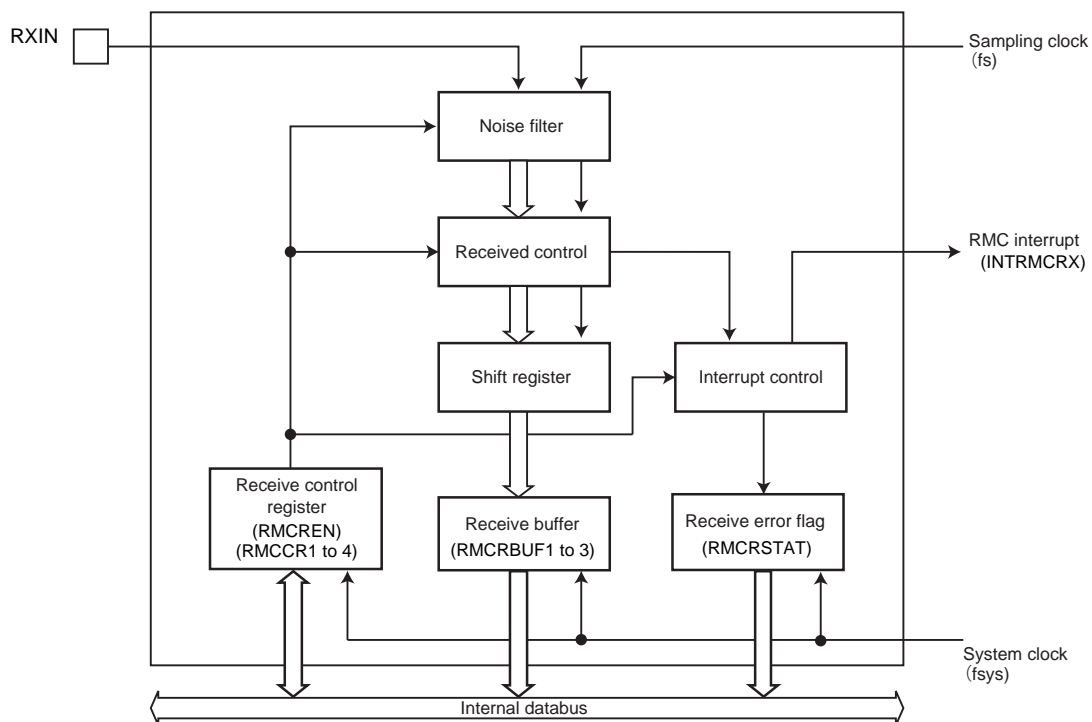 RXIN
Sampling clock
(fs)
Noise filter
Received control
RMC interrupt
(INTRMCRX)
Shift register
Interrupt control
Receive control
register
(RMCREN)
(RMCCR1 to 4)
Receive buffer
(RMCRBUF1 to 3)
Receive error flag
(RMCRSTAT)
System clock
(fsys)
Internal databus